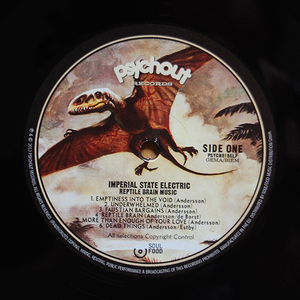 psychout
RECORDS
SIDE ONE
GEMA/BIEM
IMPERIAL STATE ELECTRIC
REPTILE BRAIN MUSIC
1. EMPTINESS INTO THE VOID (Andersson)
2. UNDERWHELMED (Andersson)
3. FAUSTIAN BARGAINS (Andersson)
4. REPTILE BRAIN (Andersson/de Borst)
5. MORE THAN ENOUGH OF YOUR LOVE (Andersson)
6. DEAD THINGS (Andersson/Estby)
All selections Copyright Control
SOUL
FOOD